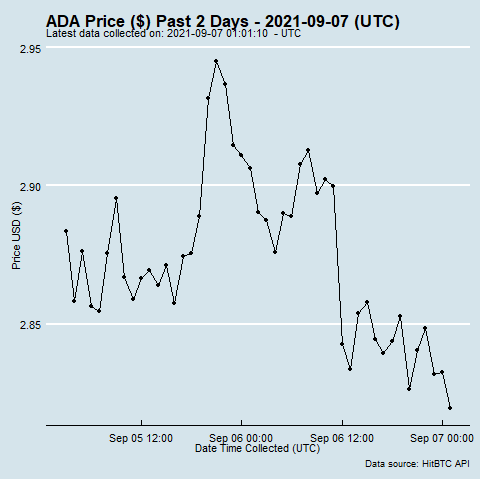 ADA Price ($) Past 2 Days - 2021-09-07 (UTC)
Latest data collected on: 2021-09-07 01:01:10  - UTC
2.95
2.90
2.85
Price USD ($)
Sep 05 12:00 Sep 06 00:00 Sep 06 12:00 Sep 07 00:00
Date Time Collected (UTC)
Data source: HitBTC API